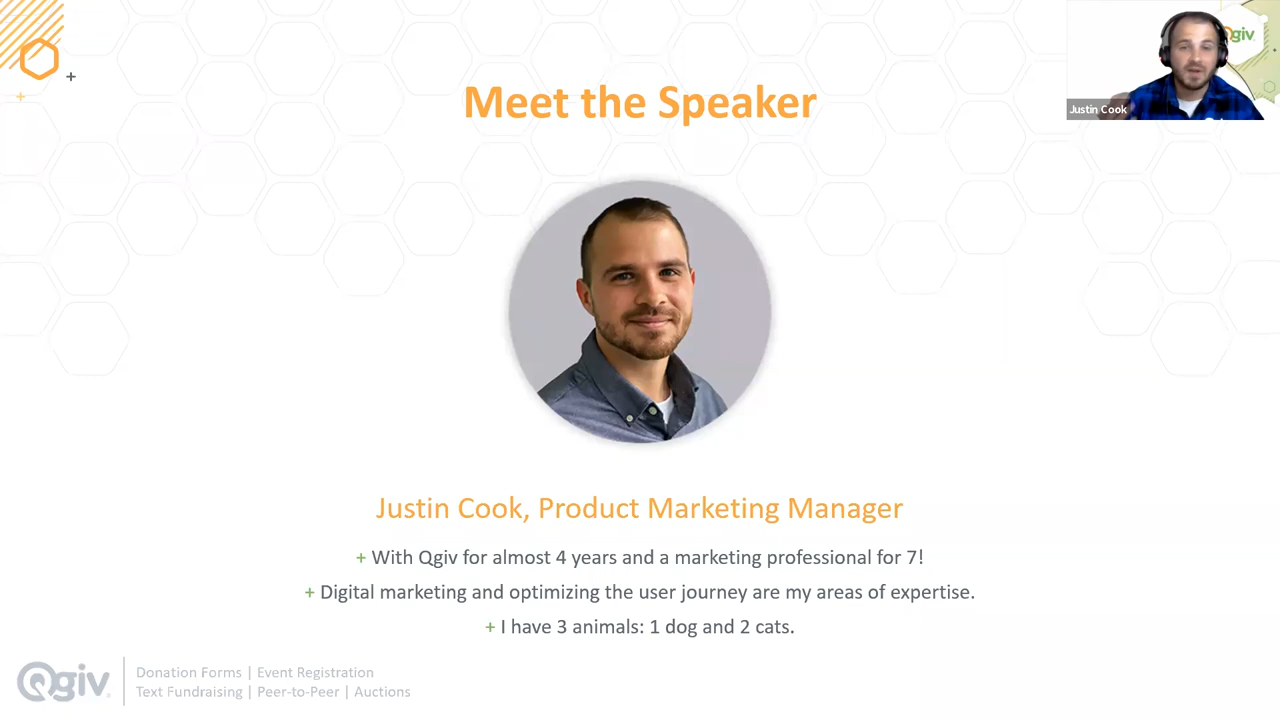 Qgiv
Meet the Speaker
Justin Cook
Justin Cook, Product Marketing Manager
+ With Qgiv for almost 4 years and a marketing professional for 7!
+ Digital marketing and optimizing the user journey are my areas of expertise.
+ I have 3 animals: 1 dog and 2 cats.
Qgiv.
Donation Forms | Event Registration
Text Fundraising | Peer-to-Peer | Auctions